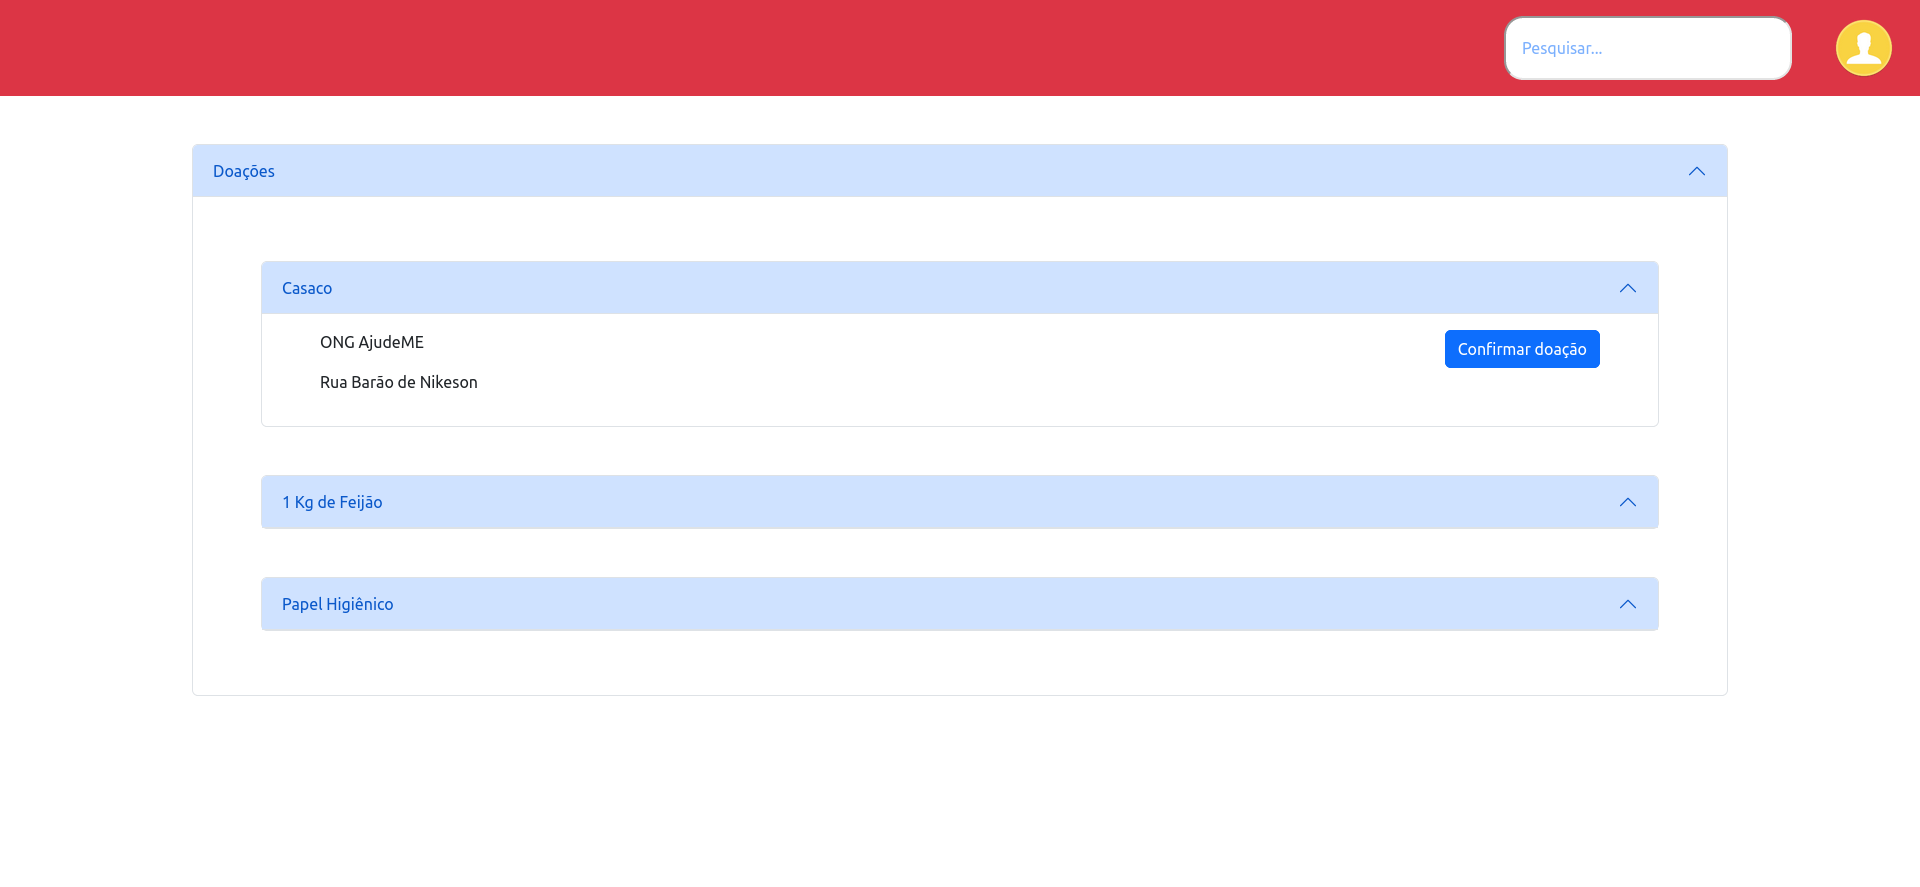 Pesquisar...
Doações
Casaco
ONG AjudeME
Confirmar doação
Rua Barão de Nikeson
1 Kg de Feijão
Papel Higiênico